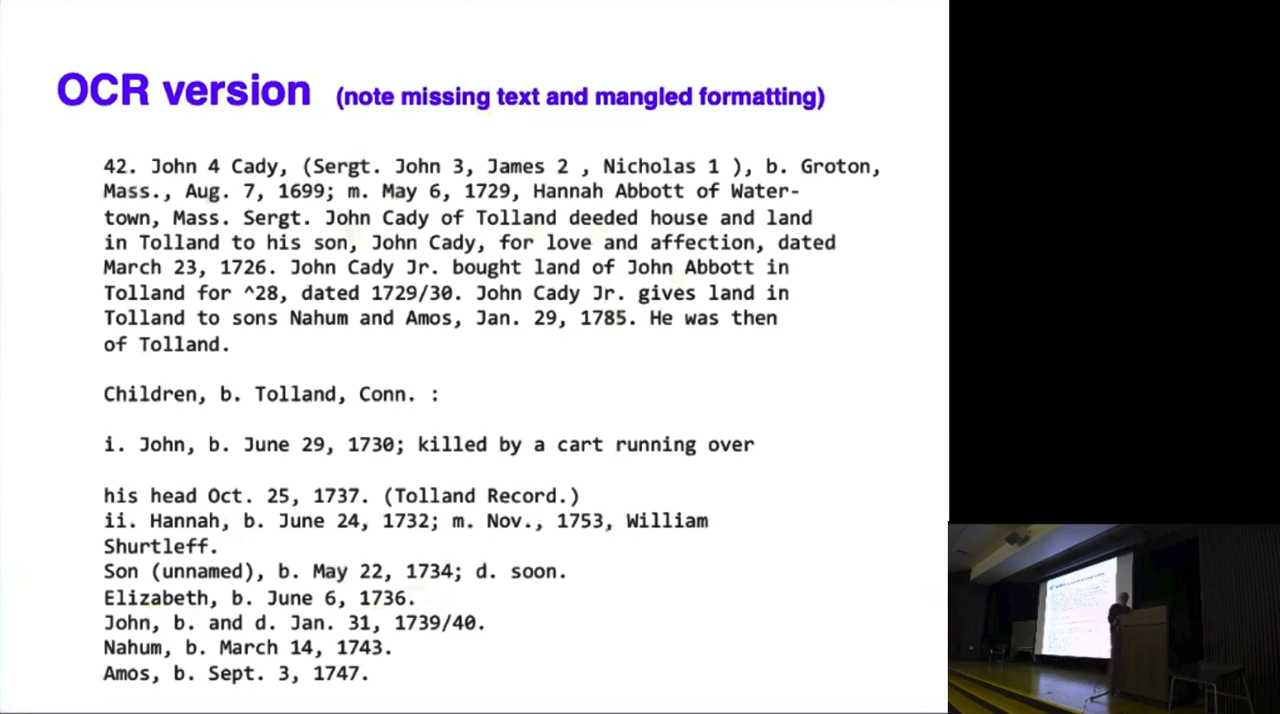 OCR version (note missing text and mangled formatting)
42. John 4 Cady, (Sergt. John 3, James 2 , Nicholas 1 ), b. Groton,
Mass., Aug. 7, 1699; m. May 6, 1729, Hannah Abbott of Water-
town, Mass. Sergt. John Cady of Tolland deeded house and land
in Tolland to his son, John Cady, for love and affection, dated
March 23, 1726. John Cady Jr. bought land of John Abbott in
Tolland for ^28, dated 1729/30. John Cady Jr. gives land in
Tolland to sons Nahum and Amos, Jan. 29, 1785. He was then
of Tolland.
Children, b. Tolland, Conn. :
i. John, b. June 29, 1730; killed by a cart running over
his head Oct. 25, 1737. (Tolland Record.)
ii. Hannah, b. June 24, 1732; m. Nov., 1753, William
Shurtleff.
Son (unnamed), b. May 22, 1734; d. soon.
Elizabeth, b. June 6, 1736.
John, b. and d. Jan. 31, 1739/40.
Nahum, b. March 14, 1743.
Amos, b. Sept. 3, 1747.